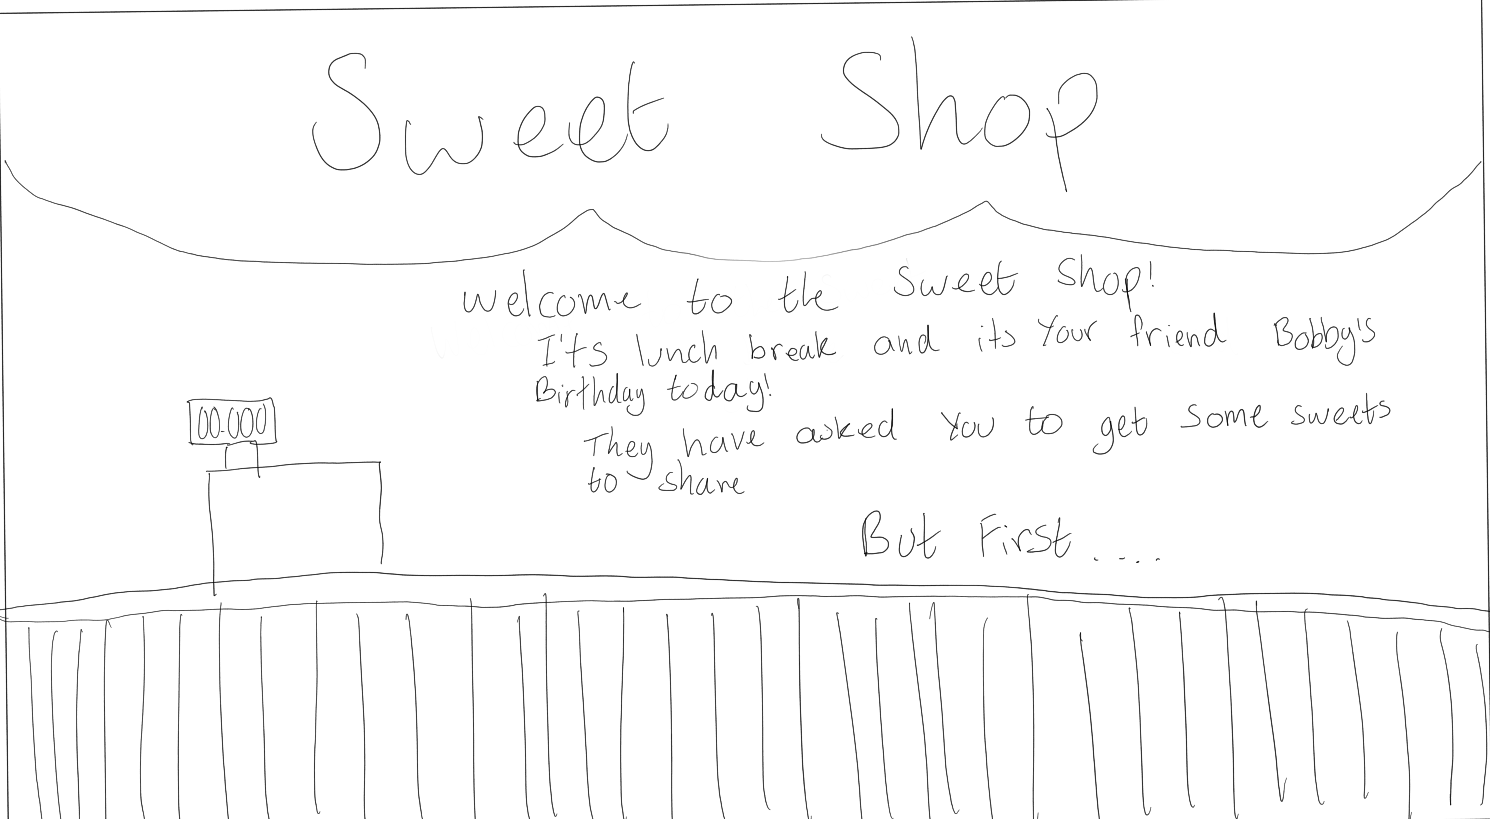 Sweet Shop
Welcome to the Sweet Shop!
I'ts lunch break and its Your friend Bobby's
Birthday today!
They have asked You to get some sweets
to share
00.000
But First ....